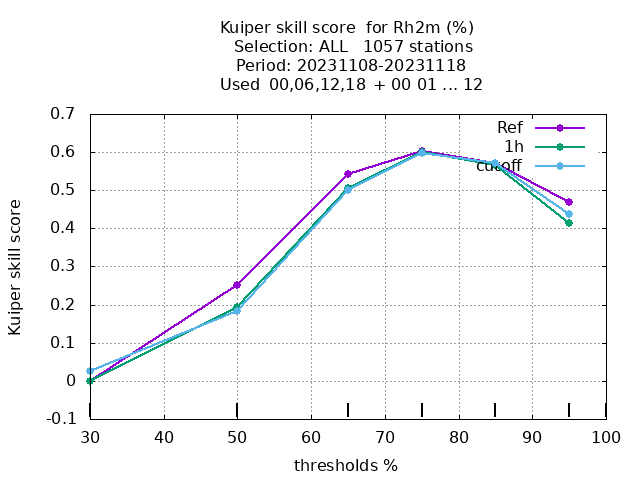 Kuiper skill score  for Rh2m (%)
Selection: ALL   1057 stations
Period: 20231108-20231118
Used  00,06,12,18  + 00 01 ... 12
0.7
0.6
0.5
0.4
0.3
0.2
0.1
0
-0.1
Kuiper skill score
Ref
1h
cutoff
30
40
50
60
70
80
90
100
thresholds %